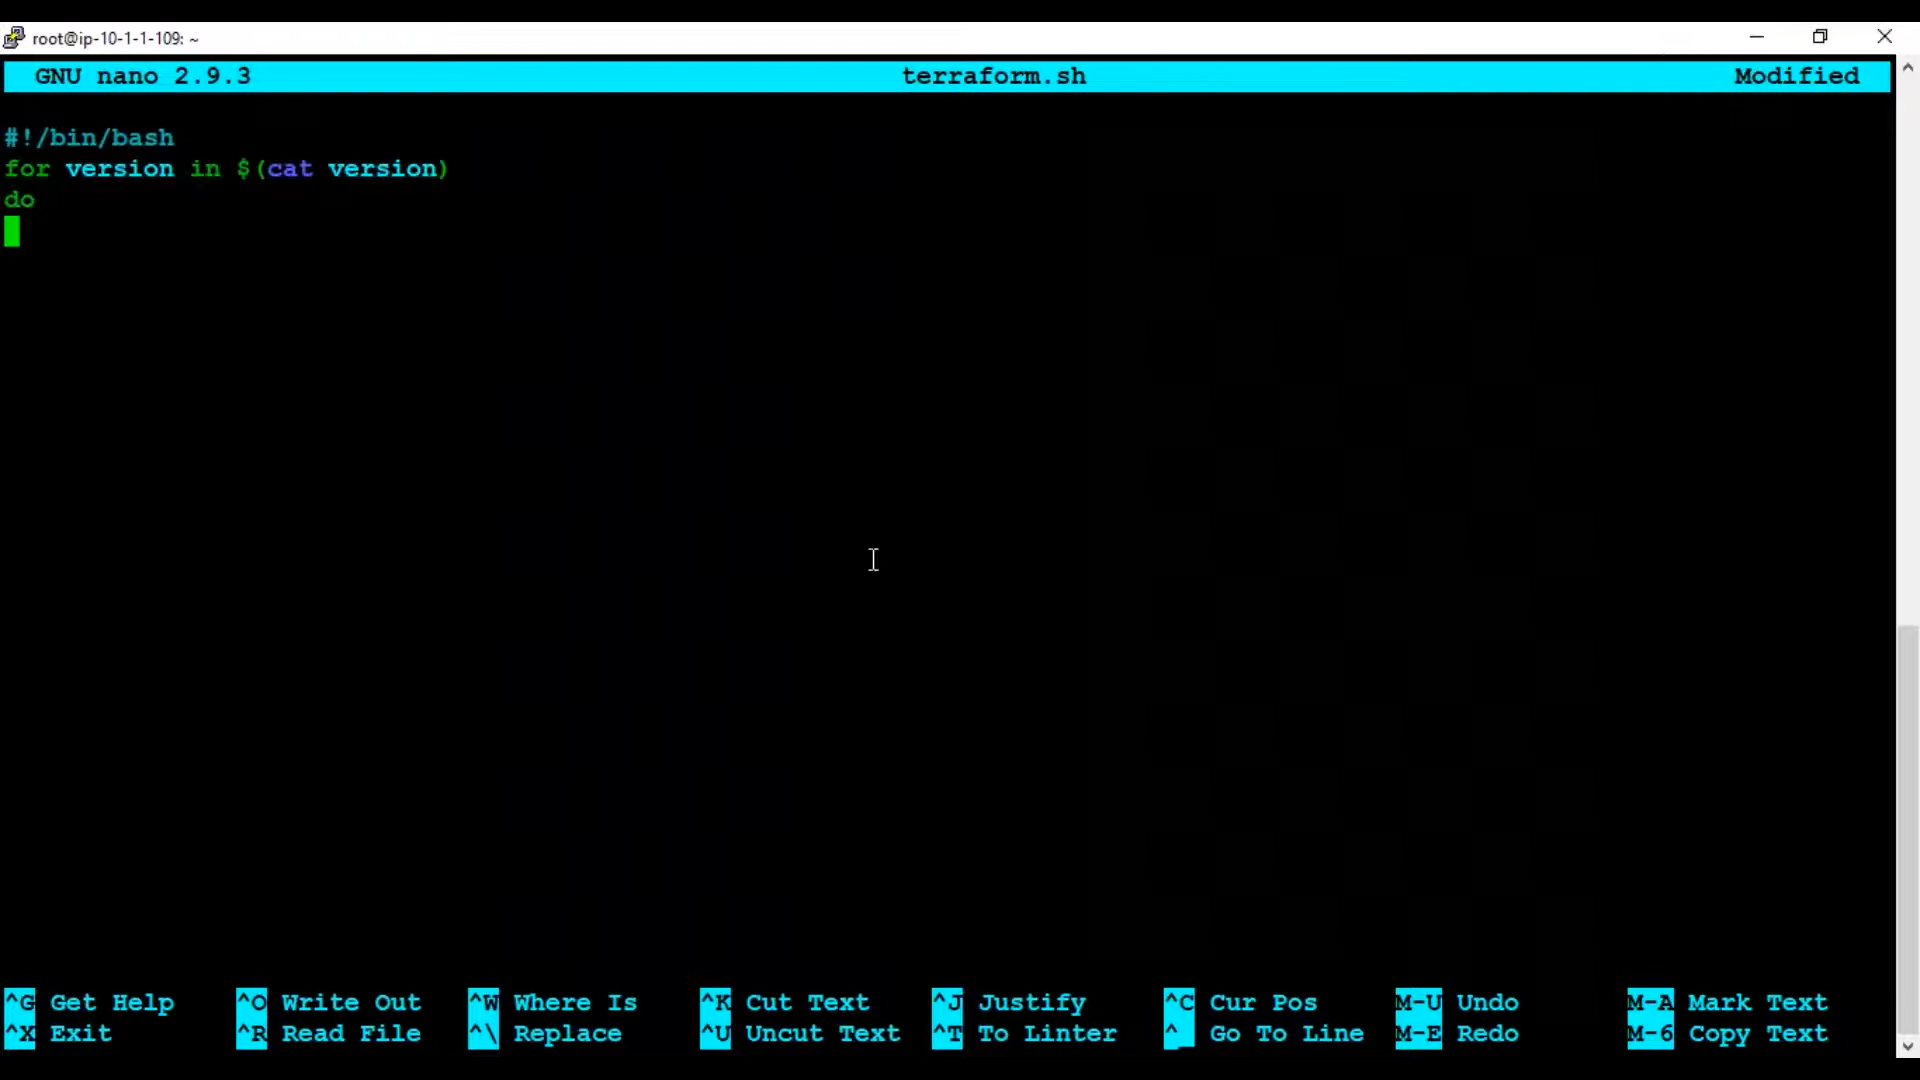 root@ip-10-1-1-109: ~
GNU nano 2.9.3 terraform.sh Modified
#!/bin/bash
for version in $(cat version)
do
^G Get Help ^O Write Out ^W Where Is ^K Cut Text ^J Justify ^C Cur Pos M-U Undo M-A Mark Text
^X Exit ^R Read File ^\ Replace ^U Uncut Text ^T To Linter ^_ Go To Line M-E Redo M-6 Copy Text